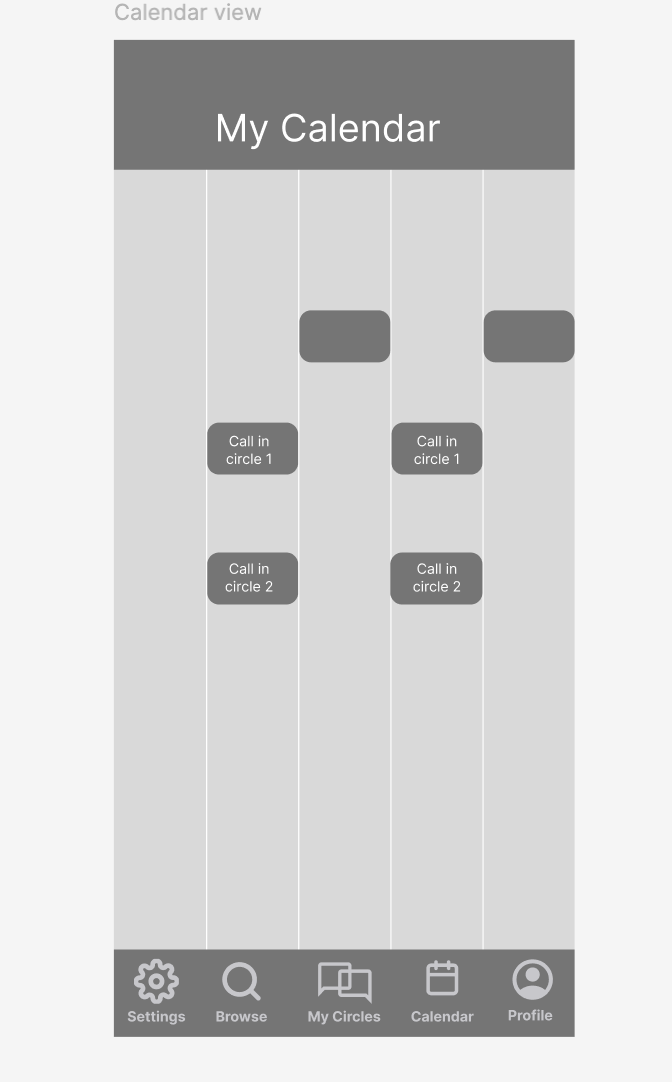 Calendar view
My Calendar
Call in
circle 1
Call in
circle 1
Call in
circle 2
Call in
circle 2
Settings
Browse
My Circles
Calendar
Profile